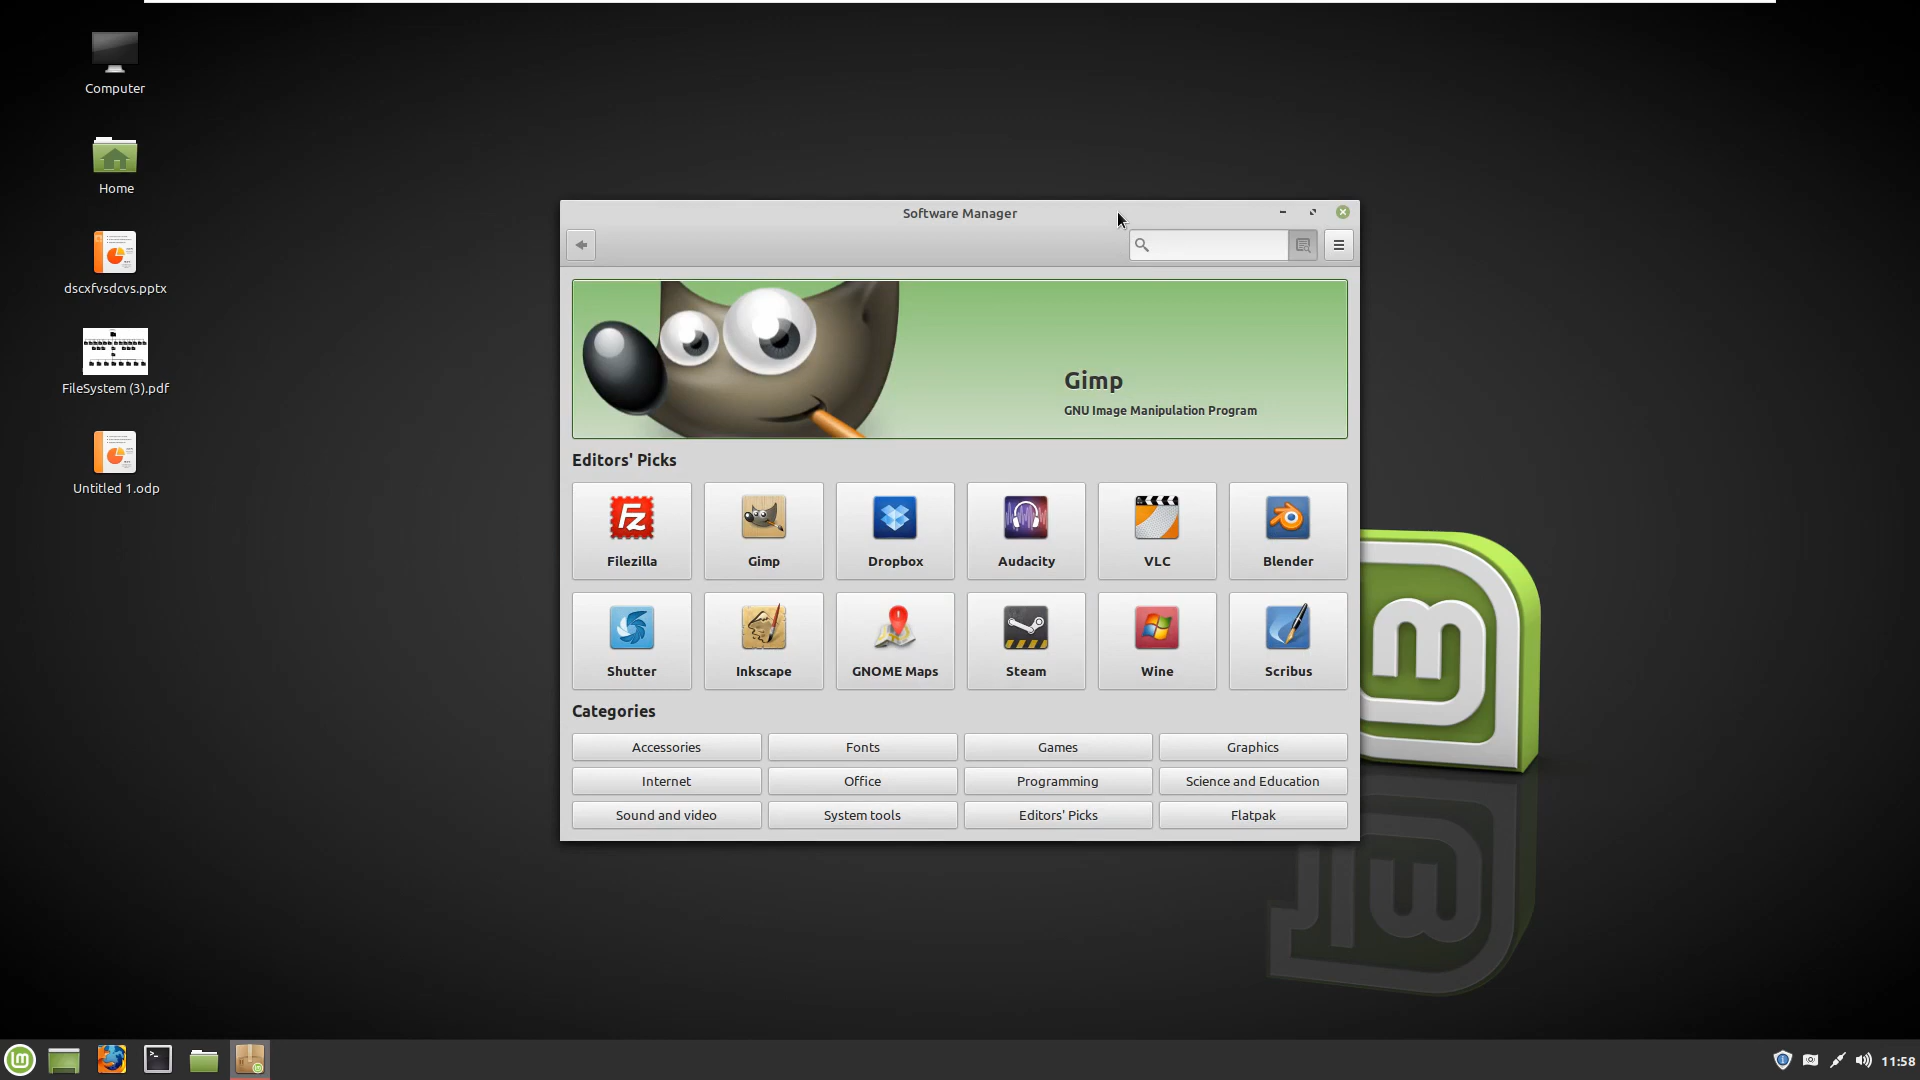 Computer
Home
dscxfvsdcvs.pptx
FileSystem (3).pdf
Untitled 1.odp
Software Manager
Gimp
GNU Image Manipulation Program
Editors' Picks
Filezilla
Gimp
Dropbox
Audacity
VLC
Blender
Shutter
Inkscape
GNOME Maps
Steam
Wine
Scribus
Categories
Accessories
Fonts
Games
Graphics
Internet
Office
Programming
Science and Education
Sound and video
System tools
Editors' Picks
Flatpak
11:58